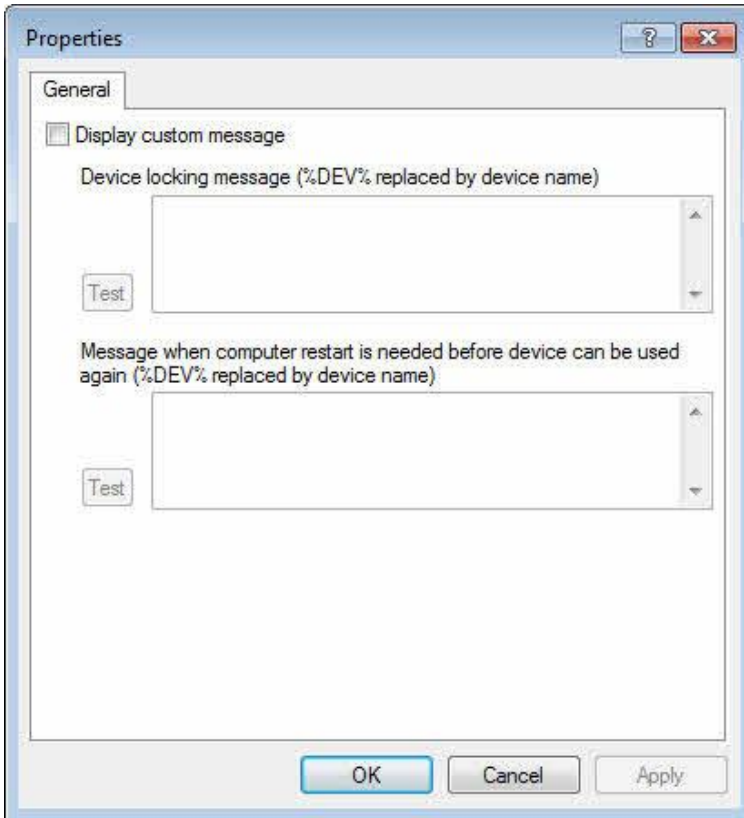 Properties
General
Display custom message
Device locking message (%DEV% replaced by device name)
Test
Message when computer restart is needed before device can be used
again (%DEV% replaced by device name)
Test
OK Cancel Apply